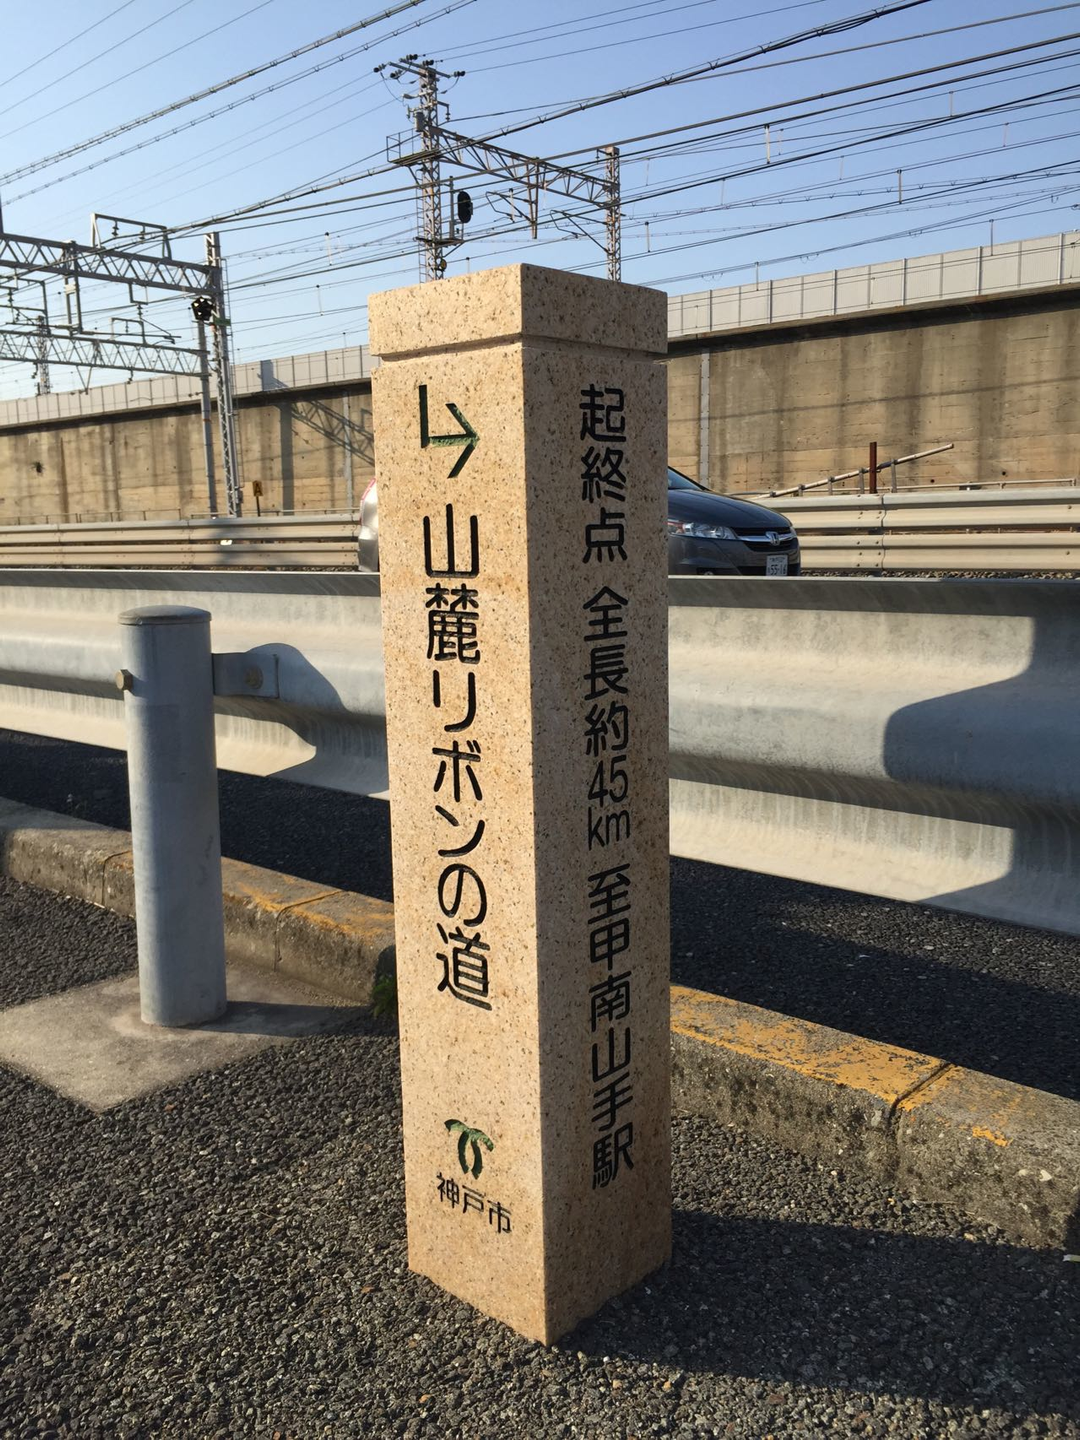 山麓リボンの道
神戸市
起終点 全長約45km 至甲南山手駅